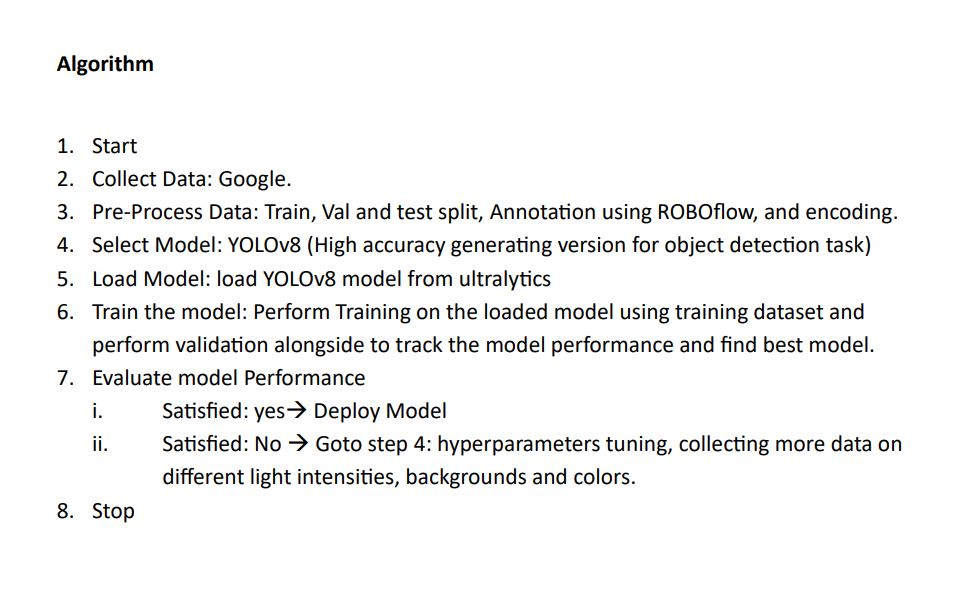 Algorithm
1. Start
2. Collect Data: Google.
3. Pre-Process Data: Train, Val and test split, Annotation using ROBOflow, and encoding.
4. Select Model: YOLOv8 (High accuracy generating version for object detection task)
5. Load Model: load YOLOv8 model from ultralytics
6. Train the model: Perform Training on the loaded model using training dataset and
perform validation alongside to track the model performance and find best model.
7. Evaluate model Performance
i. Satisfied: yes→ Deploy Model
ii. Satisfied: No → Goto step 4: hyperparameters tuning, collecting more data on
different light intensities, backgrounds and colors.
8. Stop